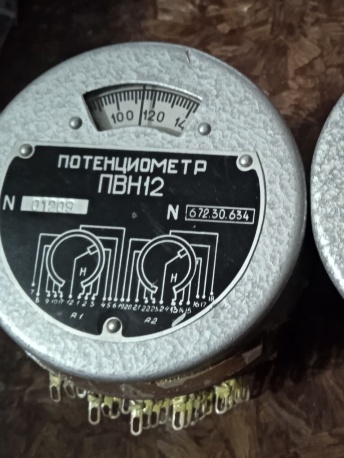 100 120 14
ПОТЕНЦИОМЕТР
ПВН12
N 01209 N 672.30.634
Н Н
R1 R2